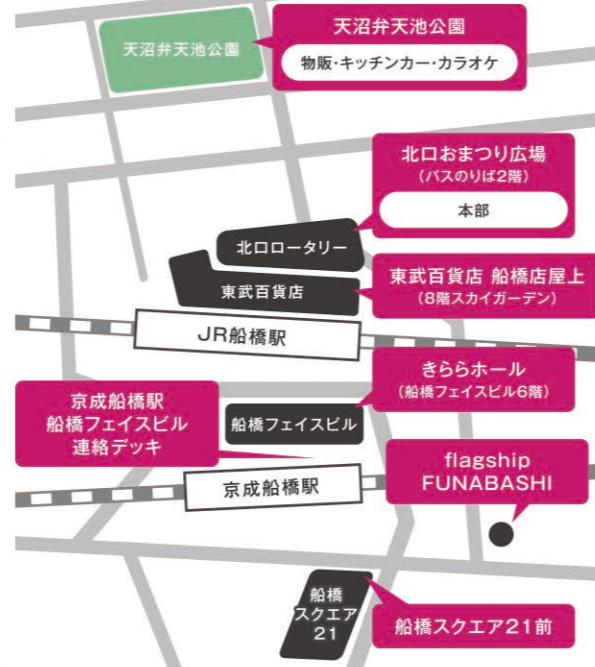 天沼弁天池公園
天沼弁天池公園
物販・キッチンカー・カラオケ
北口おまつり広場
(バスのりば2階)
本部
北口ロータリー
東武百貨店
東武百貨店 船橋店屋上
(8階スカイガーデン)
JR船橋駅
きららホール
(船橋フェイスビル6階)
京成船橋駅
船橋フェイスビル
連絡デッキ
船橋フェイスビル
flagship
FUNABASHI
京成船橋駅
船橋
スクエア
21
船橋スクエア21前